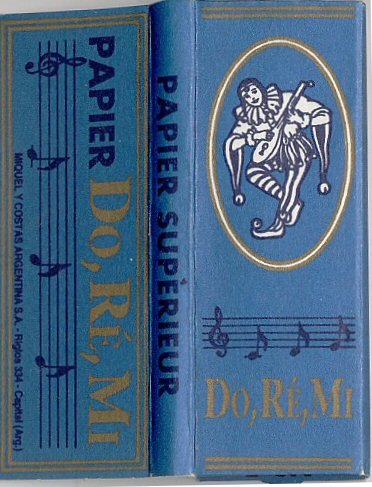 PAPIER DO, RÉ, MI
MIQUEL Y COSTAS ARGENTINA S.A. - Riglos 334 - Capital (Arg.)
PAPIER SUPÉRIEUR
DO, RÉ, MI